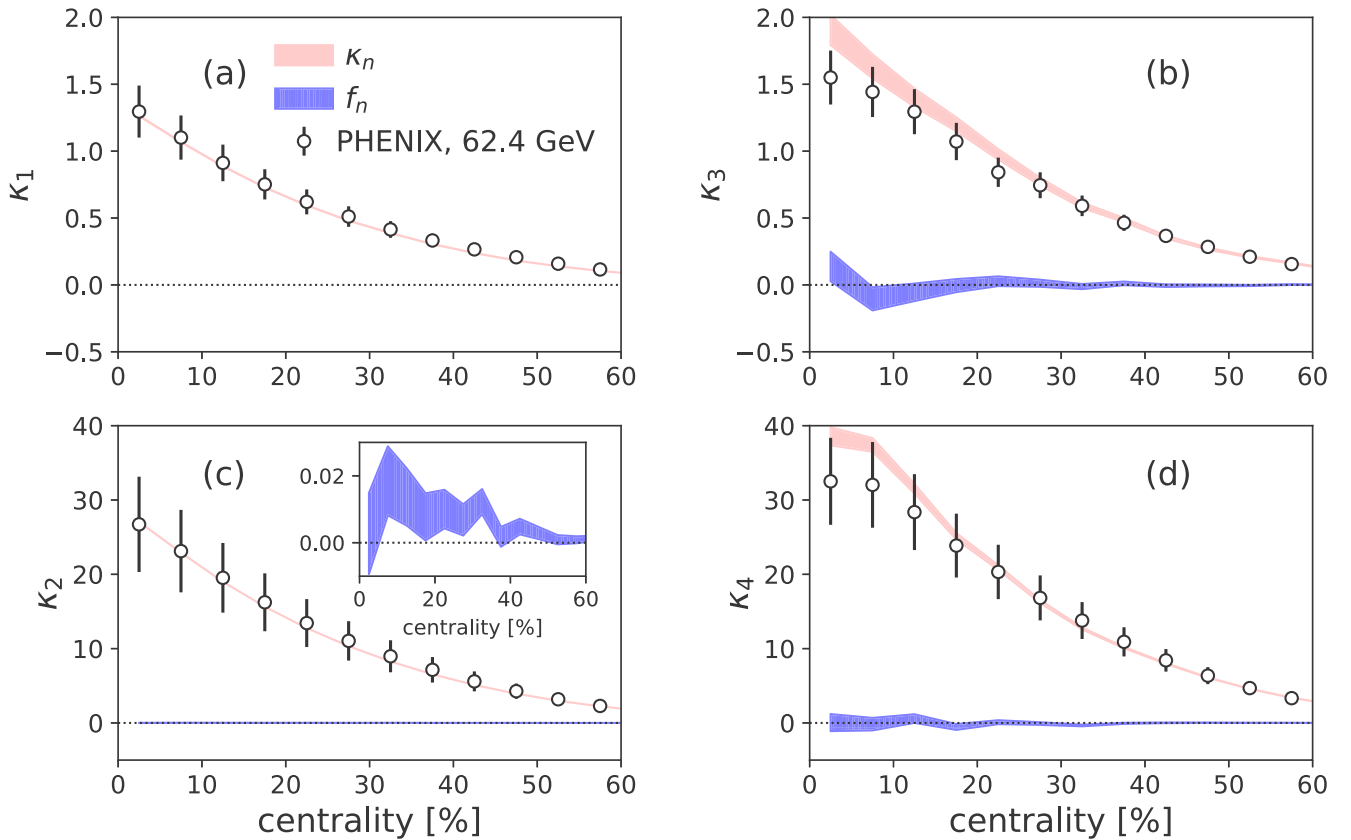 2.0
1.5
1.0
0.5
0.0
−0.5
κ1
(a)
κn
fn
PHENIX, 62.4 GeV
0 10 20 30 40 50 60
2.0
1.5
1.0
0.5
0.0
−0.5
κ3
(b)
0 10 20 30 40 50 60
40
30
20
10
0
κ2
(c)
0.02
0.00
0 20 40 60
centrality [%]
0 10 20 30 40 50 60
centrality [%]
40
30
20
10
0
κ4
(d)
0 10 20 30 40 50 60
centrality [%]